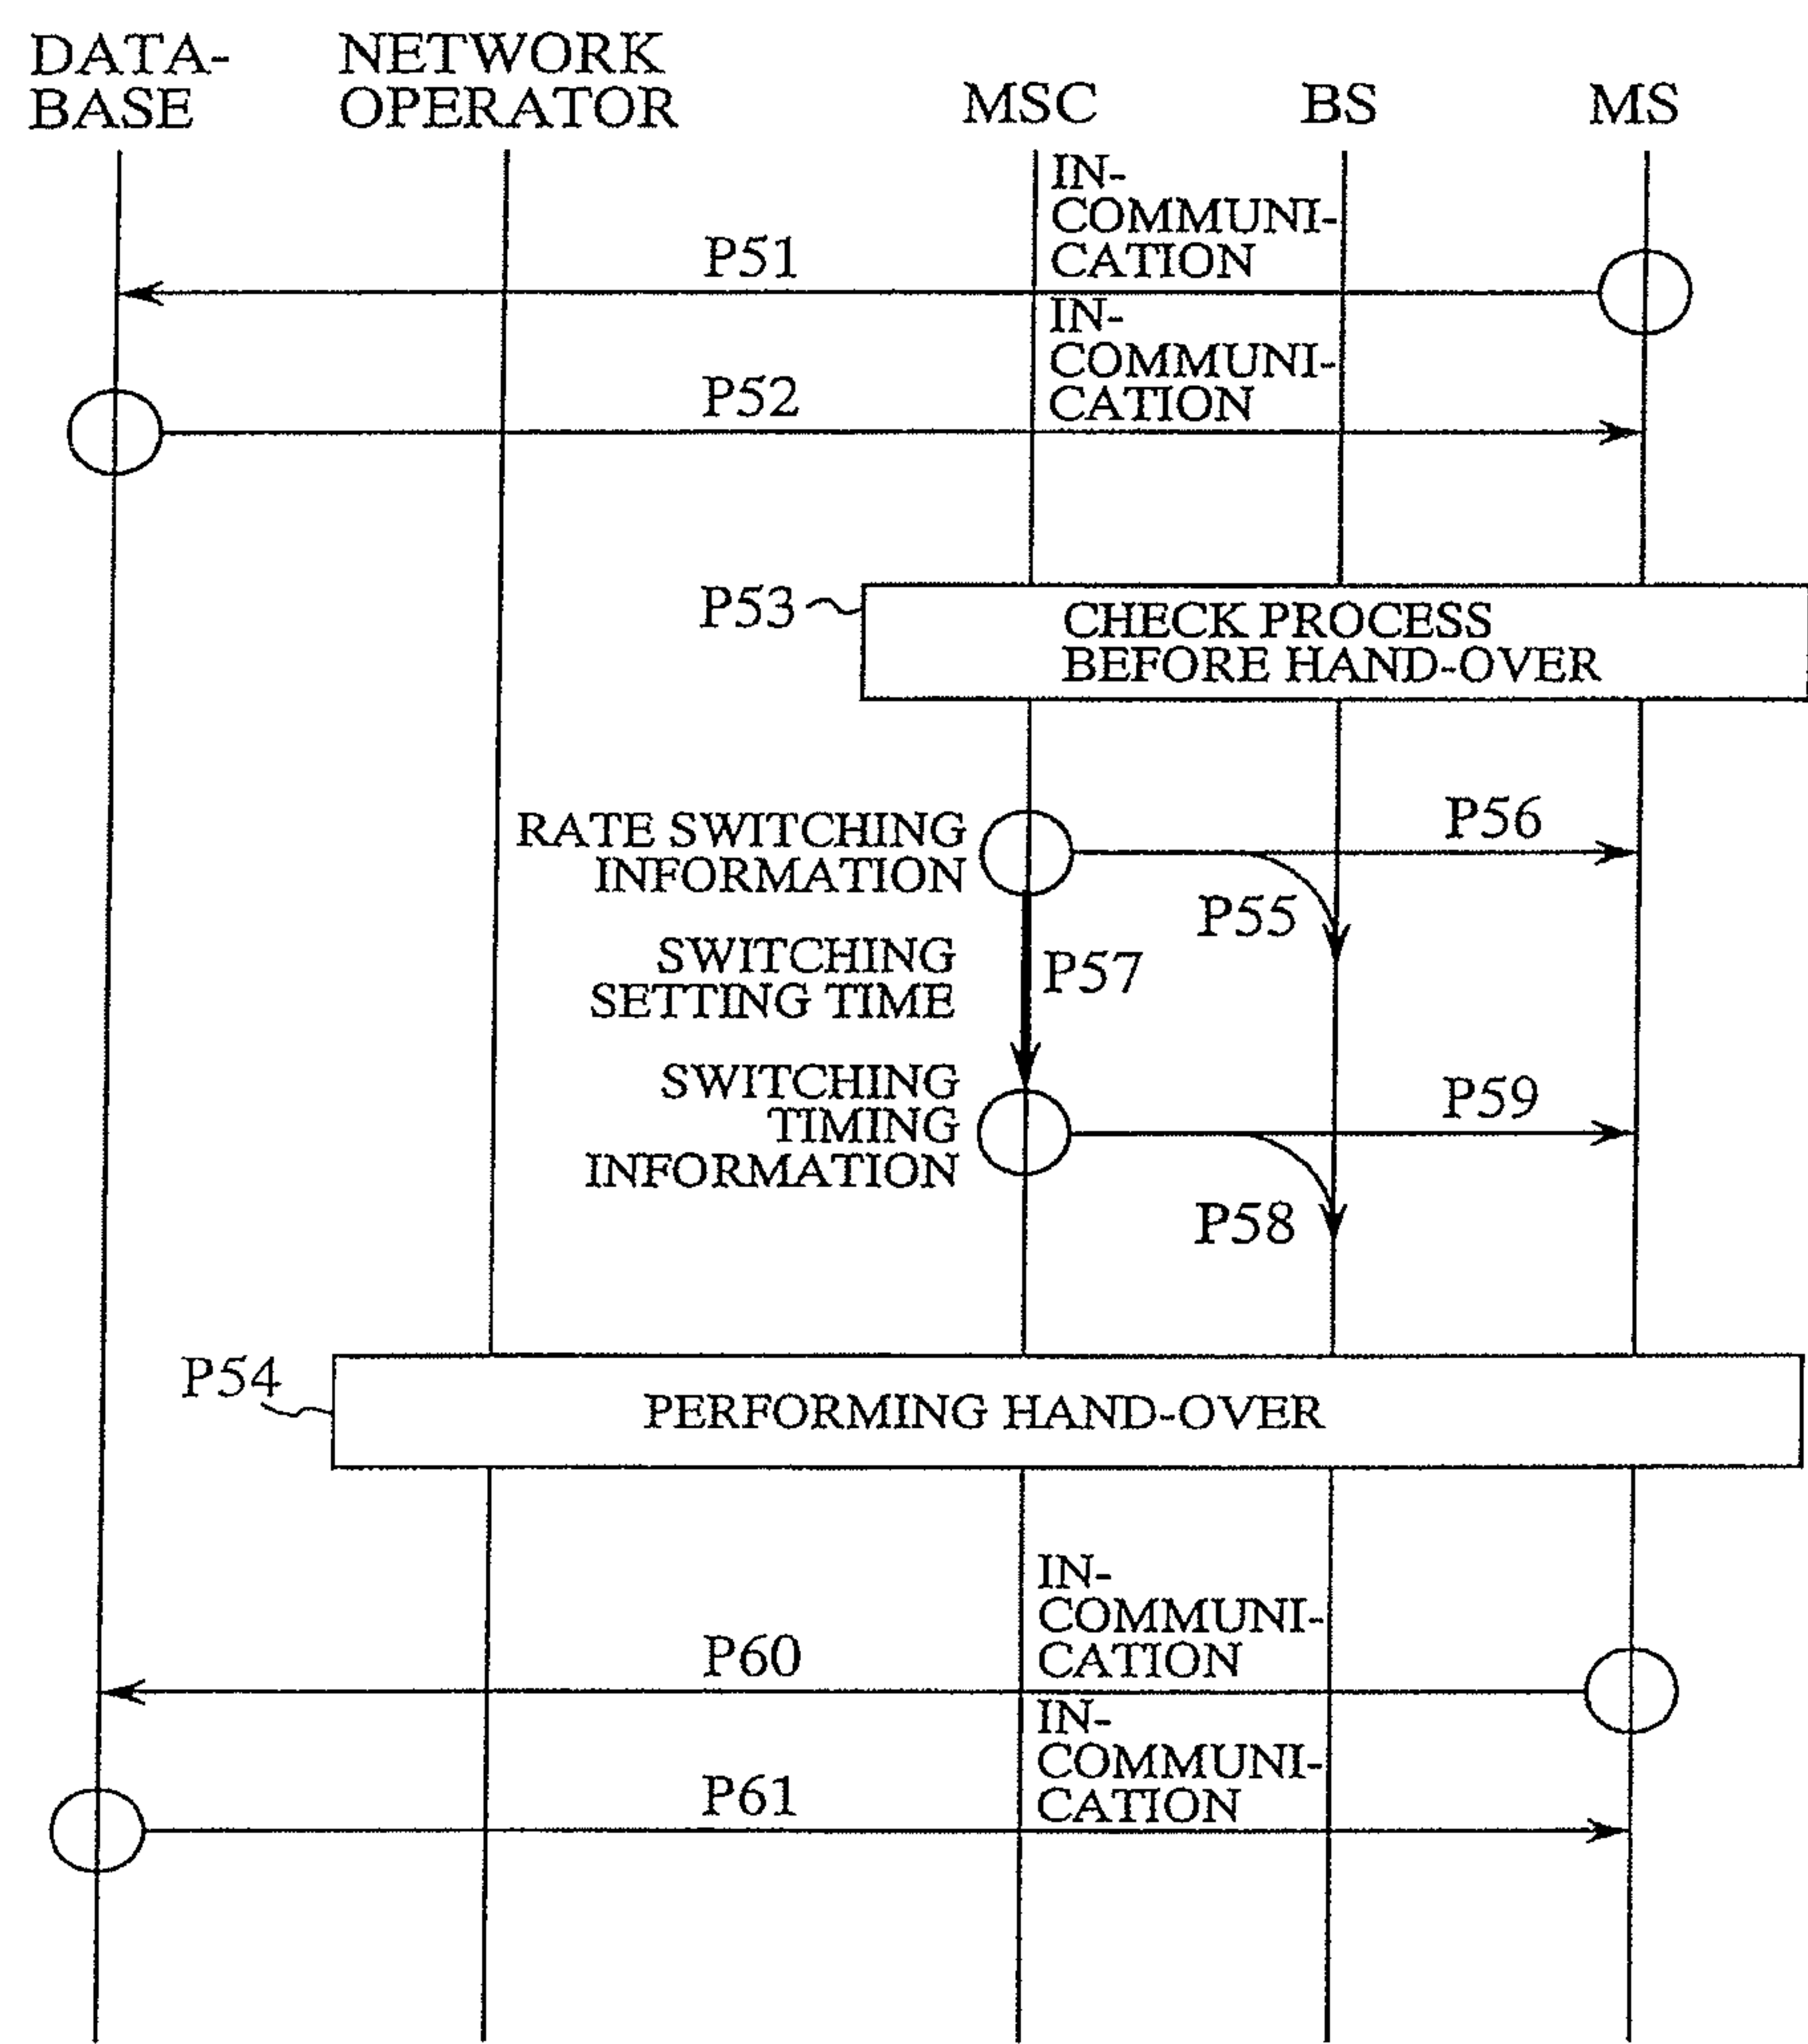 DATA-
BASE
NETWORK
OPERATOR
MSC
BS
MS
IN-
COMMUNI-
CATION
P51
IN-
COMMUNI-
CATION
P52
P53
CHECK PROCESS
BEFORE HAND-OVER
RATE SWITCHING
INFORMATION
P56
P55
SWITCHING
SETTING TIME
P57
SWITCHING
TIMING
INFORMATION
P59
P58
P54
PERFORMING HAND-OVER
IN-
COMMUNI-
CATION
P60
IN-
COMMUNI-
CATION
P61